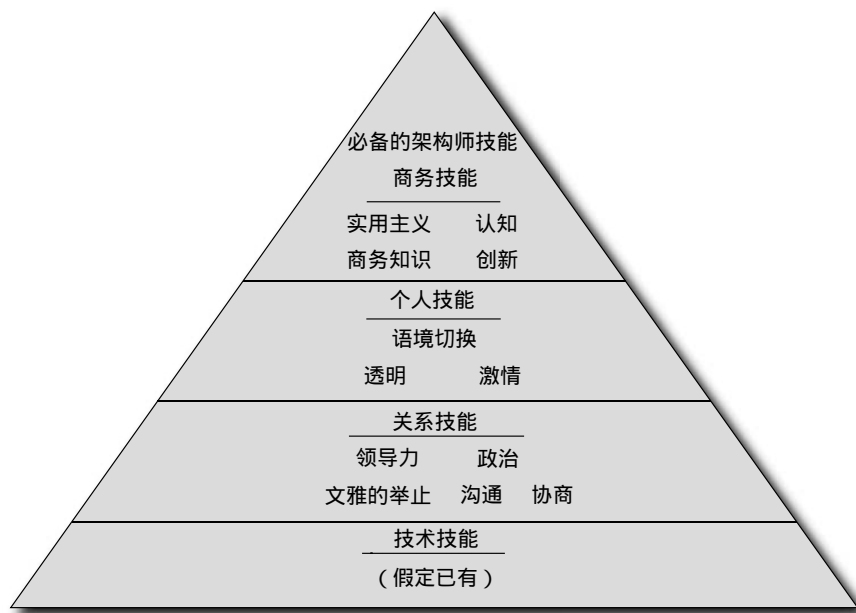 必备的架构师技能
商务技能
实用主义 认知
商务知识 创新
个人技能
语境切换
透明 激情
关系技能
领导力 政治
文雅的举止 沟通 协商
技术技能
（假定已有）